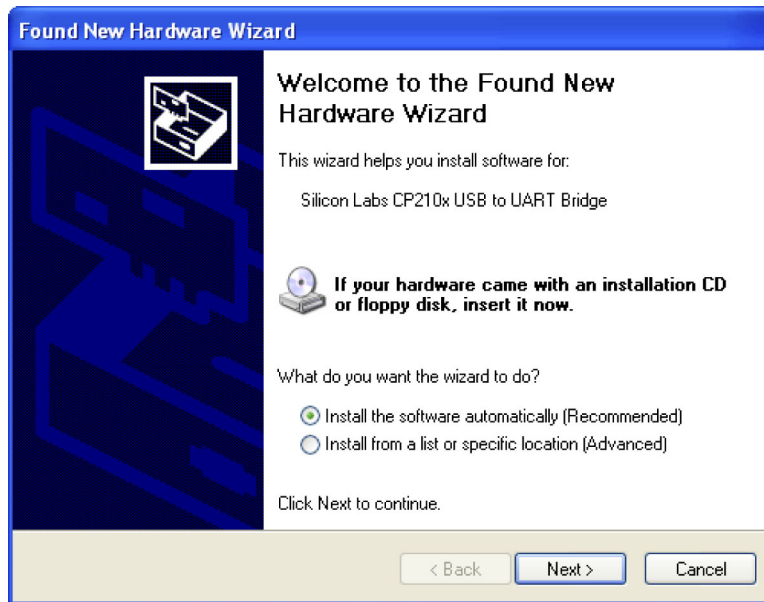 Found New Hardware Wizard
Welcome to the Found New
Hardware Wizard
This wizard helps you install software for:
Silicon Labs CP210x USB to UART Bridge
If your hardware came with an installation CD
or floppy disk, insert it now.
What do you want the wizard to do?
Install the software automatically (Recommended)
Install from a list or specific location (Advanced)
Click Next to continue.
< Back Next > Cancel